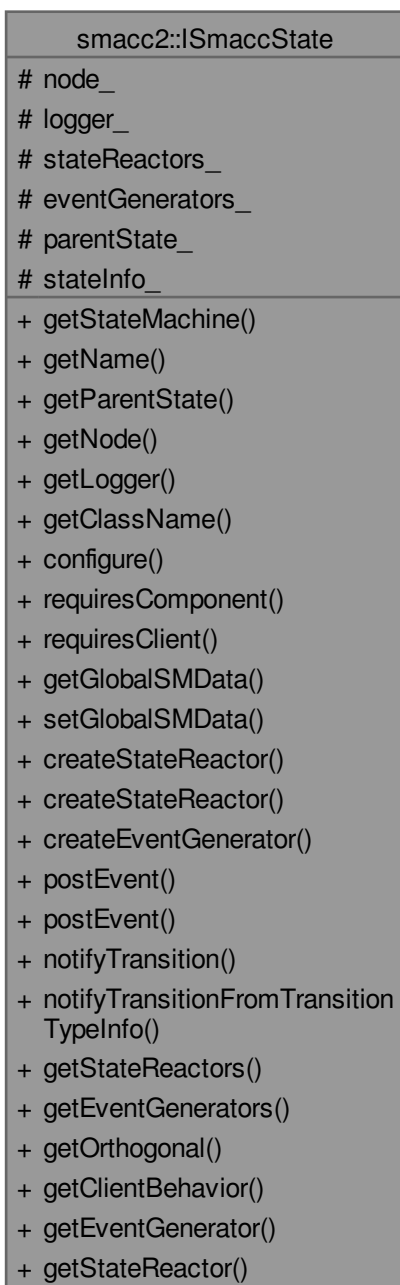 smacc2::ISmaccState
# node_
# logger_
# stateReactors_
# eventGenerators_
# parentState_
# stateInfo_
+ getStateMachine()
+ getName()
+ getParentState()
+ getNode()
+ getLogger()
+ getClassName()
+ configure()
+ requiresComponent()
+ requiresClient()
+ getGlobalSMData()
+ setGlobalSMData()
+ createStateReactor()
+ createStateReactor()
+ createEventGenerator()
+ postEvent()
+ postEvent()
+ notifyTransition()
+ notifyTransitionFromTransition
TypeInfo()
+ getStateReactors()
+ getEventGenerators()
+ getOrthogonal()
+ getClientBehavior()
+ getEventGenerator()
+ getStateReactor()